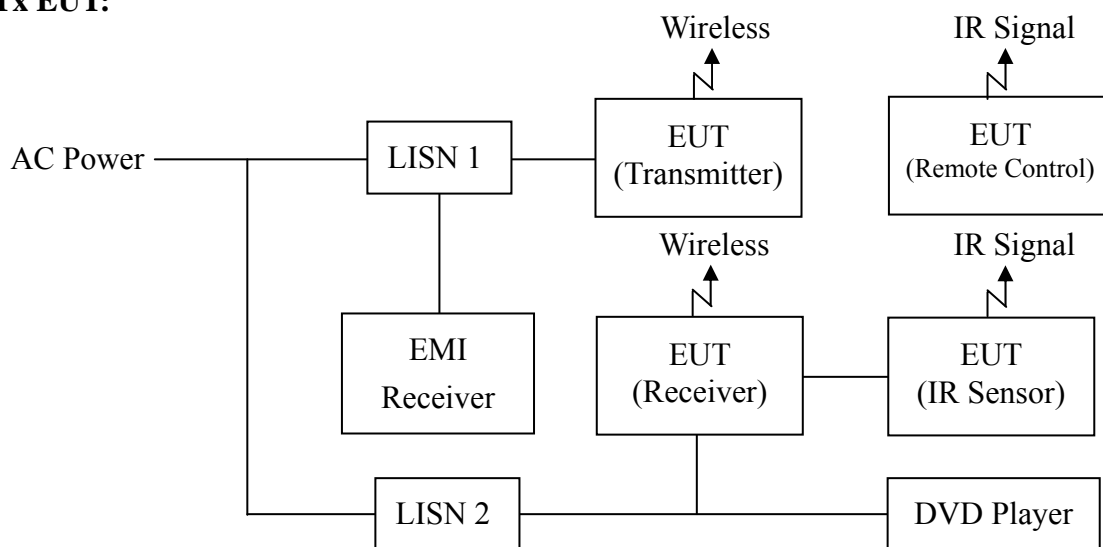 Tx EUT:
Wireless
IR Signal
AC Power
LISN 1
EUT
(Transmitter)
EUT
(Remote Control)
Wireless
IR Signal
EMI
Receiver
EUT
(Receiver)
EUT
(IR Sensor)
LISN 2
DVD Player